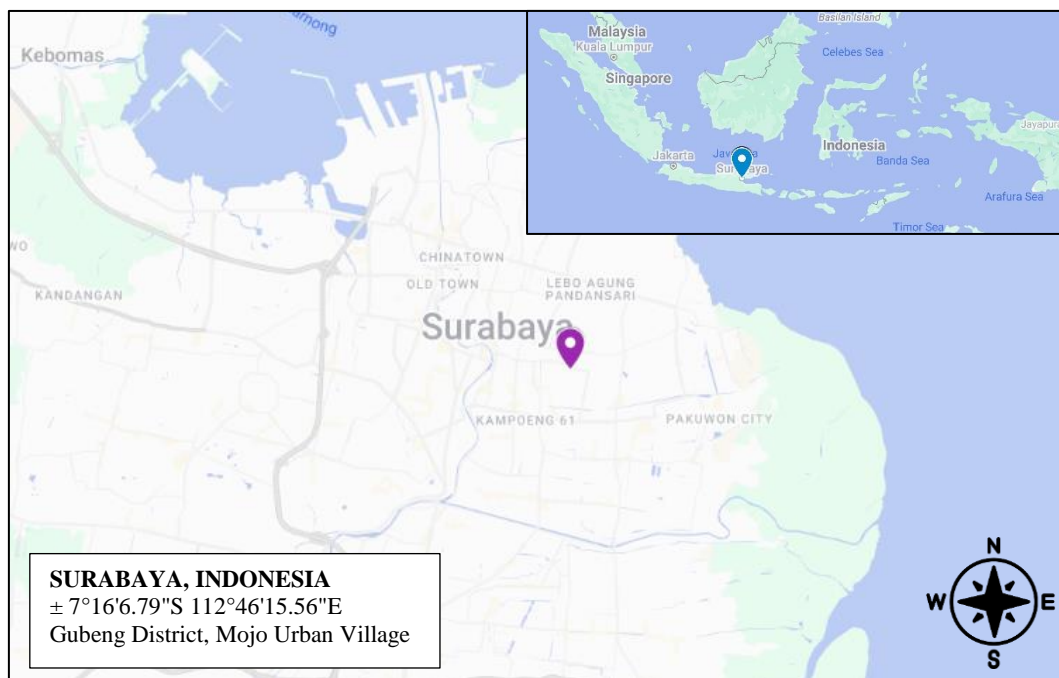 Kebomas
WO
KANDANGAN
CHINATOWN
OLD TOWN
LEBO AGUNG
PANDANSARI
Surabaya
KAMPOENG 61
PAKUWON CITY
Basilan Island
Malaysia
Kuala Lumpur
Celebes Sea
Singapore
Jayapura
Indonesia
Jakarta
Banda Sea
Arafura Sea
Timor Sea
SURABAYA, INDONESIA
± 7°16'6.79"S 112°46'15.56"E
Gubeng District, Mojo Urban Village
N
W E
S